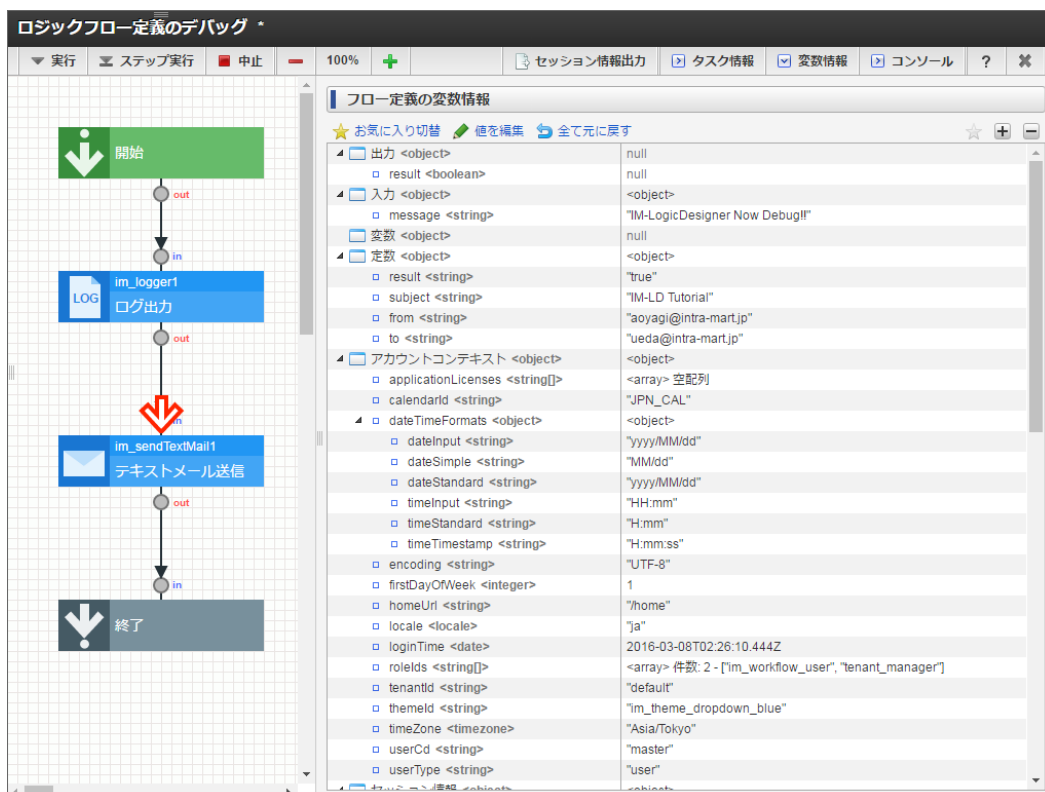 ロジックフロー定義のデバッグ *
実行 ステップ実行 中止 100% セッション情報出力 タスク情報 変数情報 コンソール ?
開始
out
in
im_logger1
LOG
ログ出力
out
in
im_sendTextMail1
テキストメール送信
out
in
終了
フロー定義の変数情報
お気に入り切替 値を編集 全て元に戻す
出力 <object> null
result <boolean> null
入力 <object> <object>
message <string> "IM-LogicDesigner Now Debug!!"
変数 <object> null
定数 <object> <object>
result <string> "true"
subject <string> "IM-LD Tutorial"
from <string> "aoyagi@intra-mart.jp"
to <string> "ueda@intra-mart.jp"
アカウントコンテキスト <object> <object>
applicationLicenses <string[]> <array> 空配列
calendarId <string> "JPN_CAL"
dateTimeFormats <object> <object>
dateInput <string> "yyyy/MM/dd"
dateSimple <string> "MM/dd"
dateStandard <string> "yyyy/MM/dd"
timeInput <string> "HH:mm"
timeStandard <string> "H:mm"
timeTimestamp <string> "H:mm:ss"
encoding <string> "UTF-8"
firstDayOfWeek <integer> 1
homeUrl <string> "/home"
locale <locale> "ja"
loginTime <date> 2016-03-08T02:26:10.444Z
roleIds <string[]> <array> 件数: 2 - ["im_workflow_user", "tenant_manager"]
tenantId <string> "default"
themeId <string> "im_theme_dropdown_blue"
timeZone <timezone> "Asia/Tokyo"
userCd <string> "master"
userType <string> "user"
セッション情報 <object> <object>